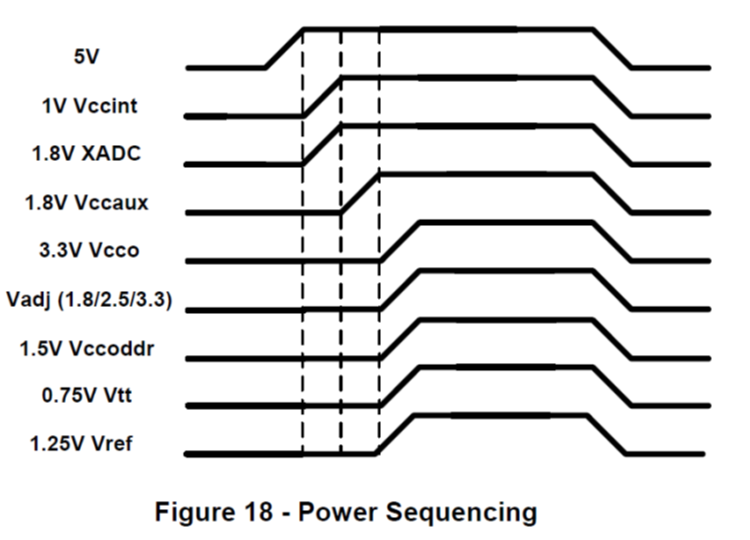 5V
1V Vccint
1.8V XADC
1.8V Vccaux
3.3V Vcco
Vadj (1.8/2.5/3.3)
1.5V Vccoddr
0.75V Vtt
1.25V Vref
Figure 18 - Power Sequencing